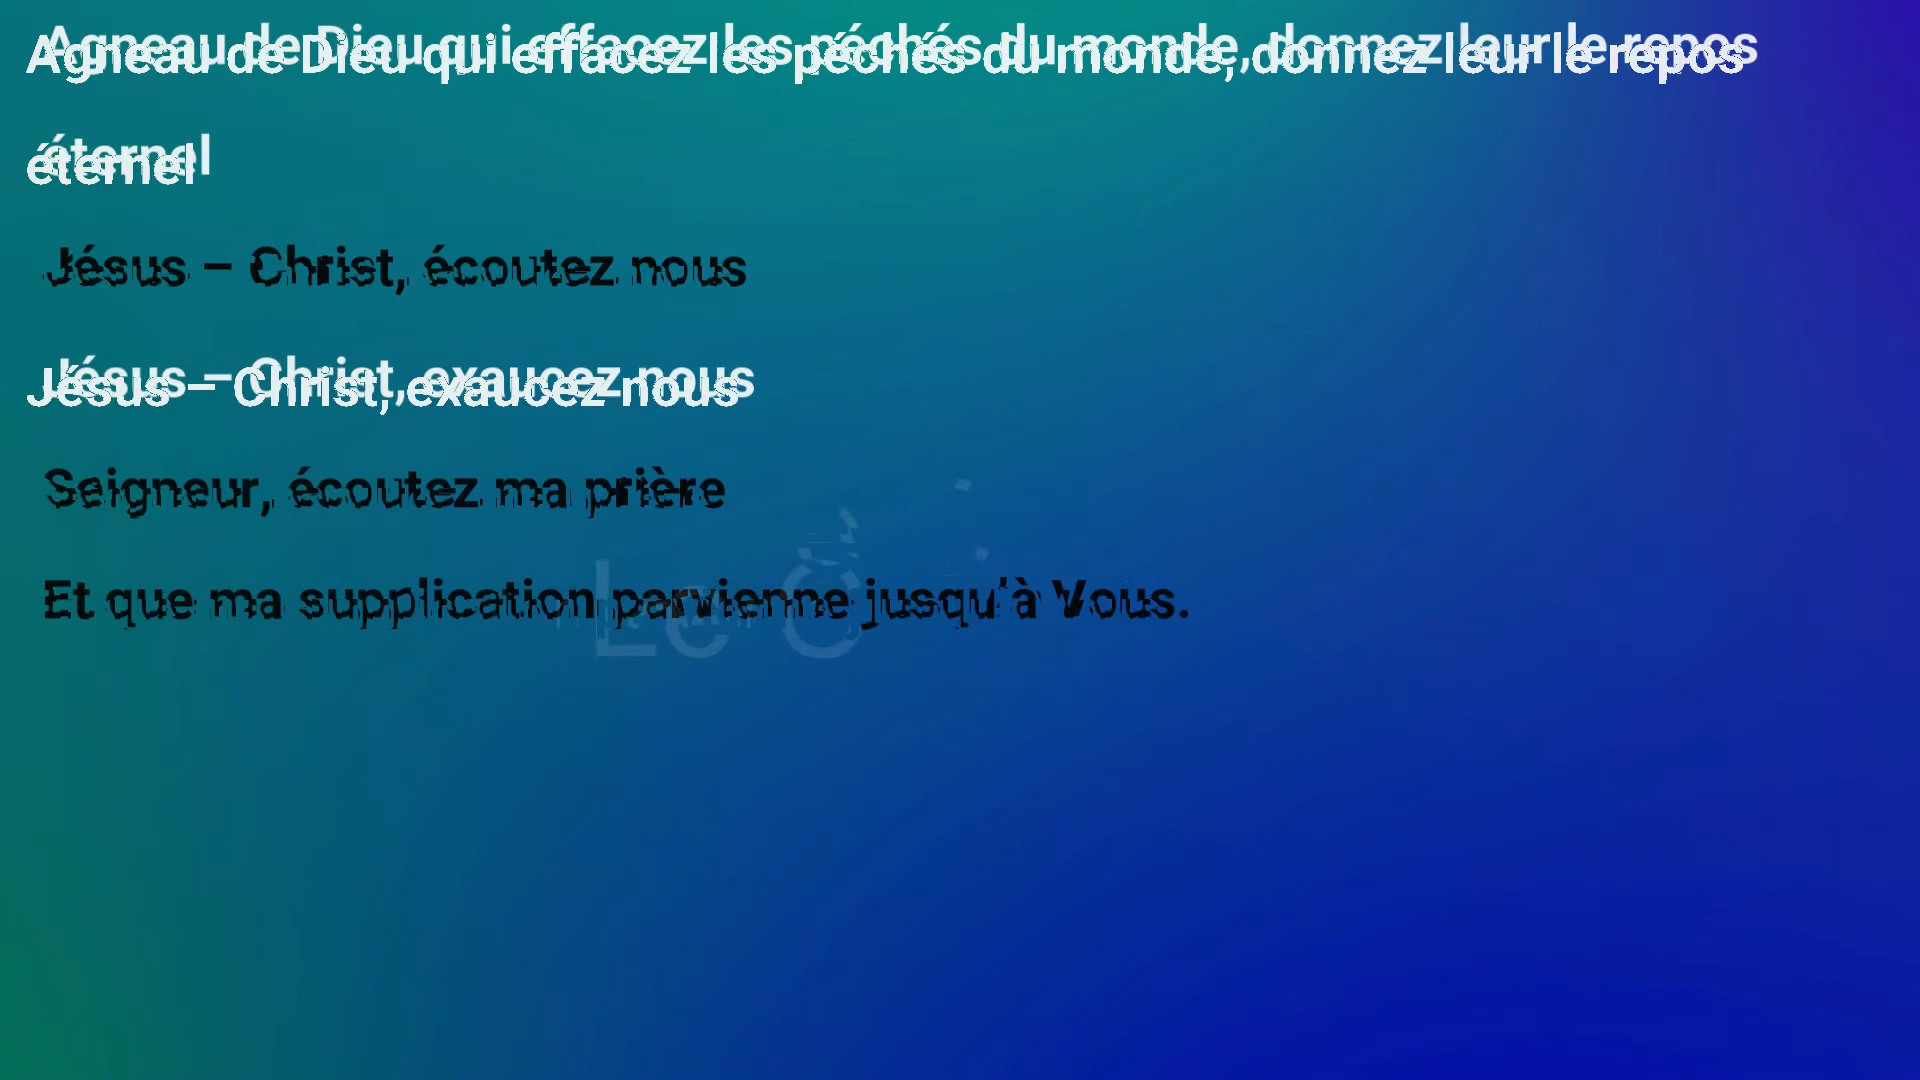 Agneau de Dieu qui effacez les péchés du monde, donnez leur le repos
éternel
Jésus – Christ, écoutez nous
Jésus – Christ, exaucez nous
Seigneur, écoutez ma prière
Et que ma supplication parvienne jusqu'à Vous.